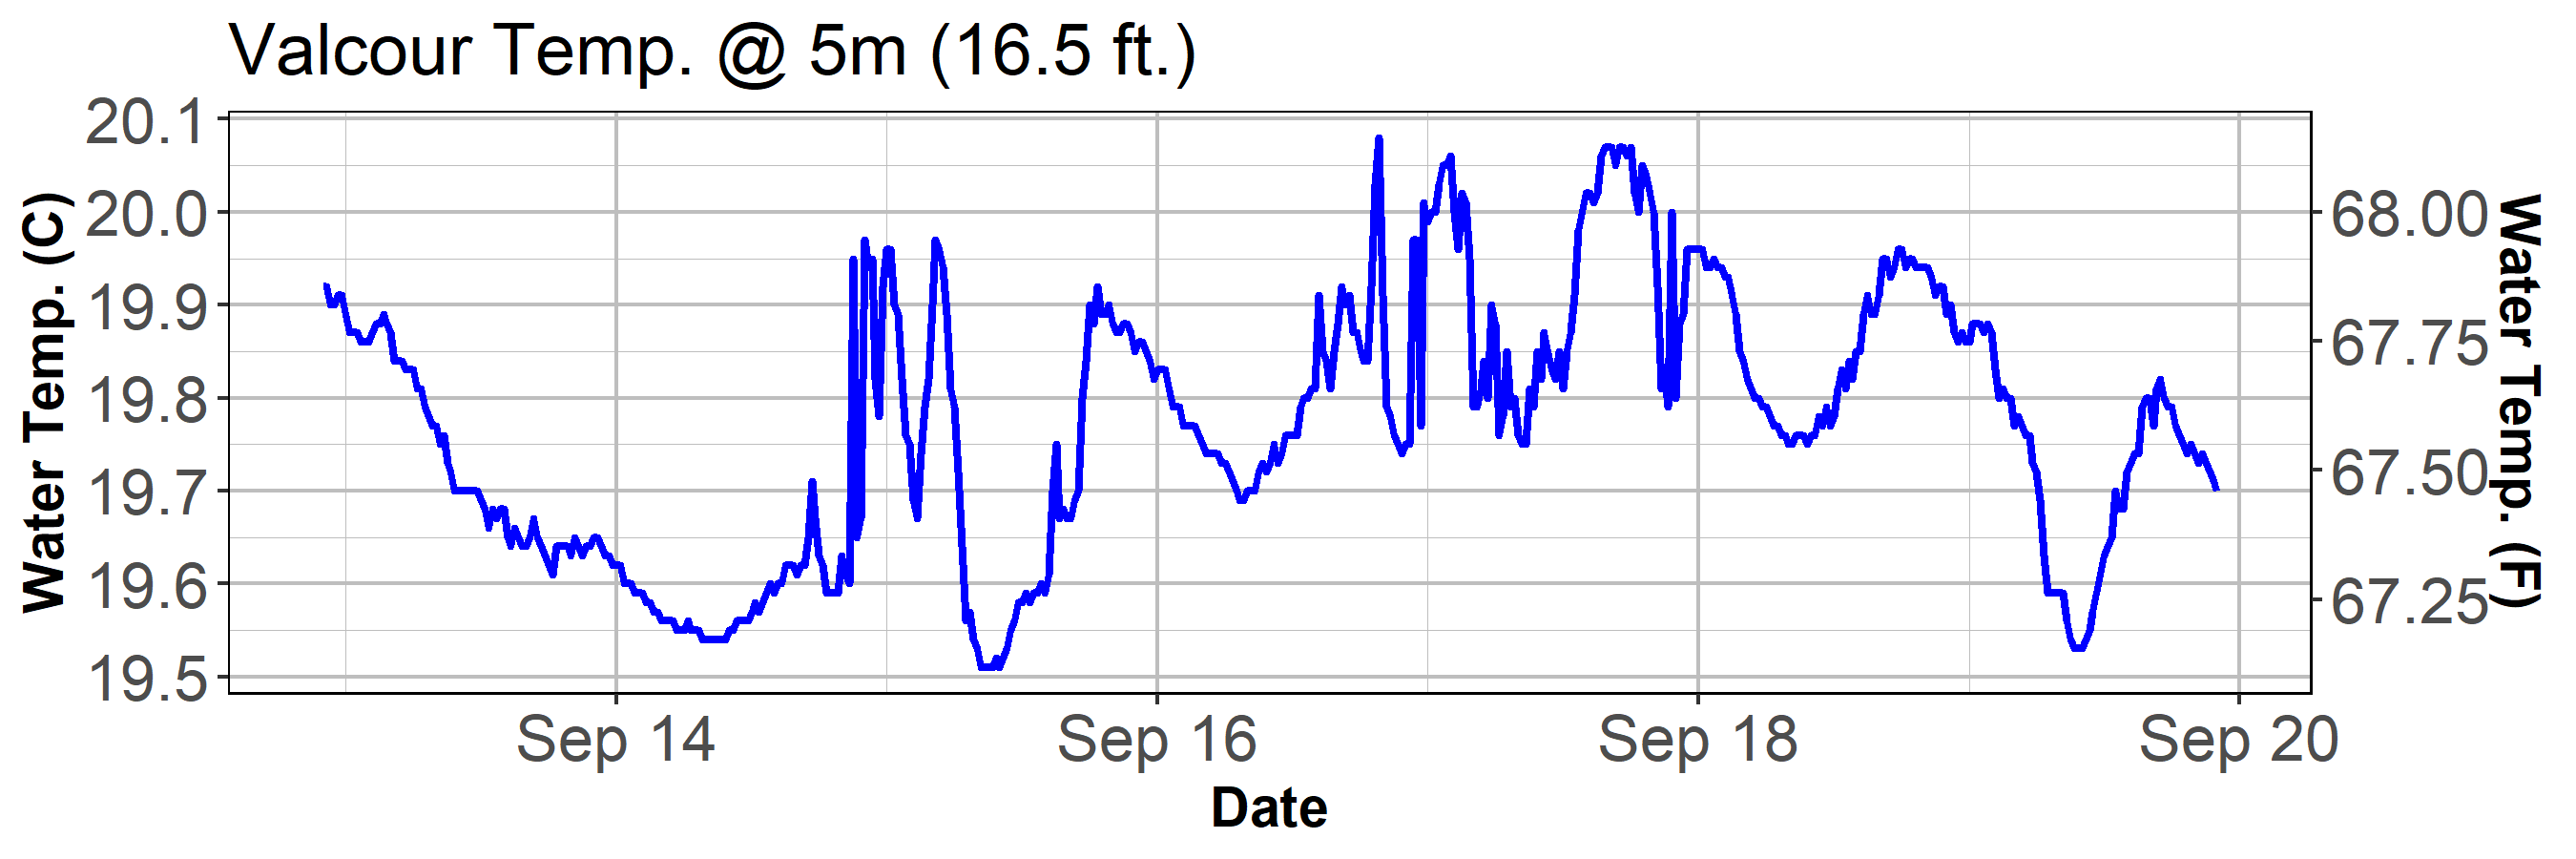 Valcour Temp. @ 5m (16.5 ft.)
Water Temp. (C)
20.1
20.0
19.9
19.8
19.7
19.6
19.5
68.00
67.75
67.50
67.25
Water Temp. (F)
Sep 14 Sep 16 Sep 18 Sep 20
Date